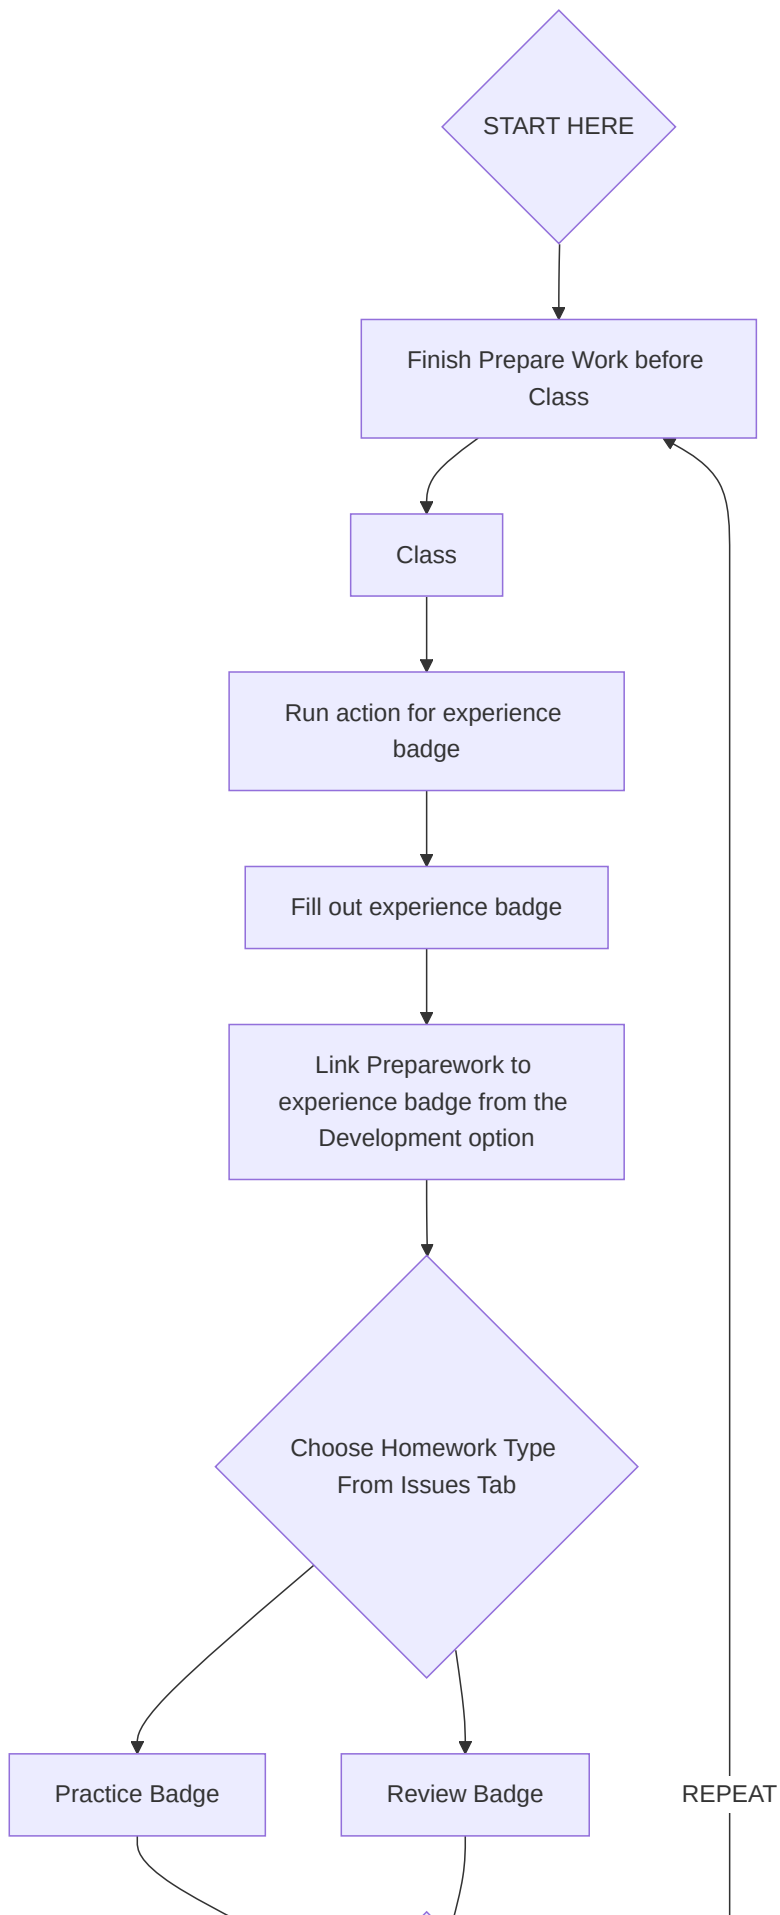 START HERE
Finish Prepare Work before
Class
Class
Run action for experience
badge
Fill out experience badge
Link Preparework to
experience badge from the
Development option
Choose Homework Type
From Issues Tab
Practice Badge
Review Badge
REPEAT